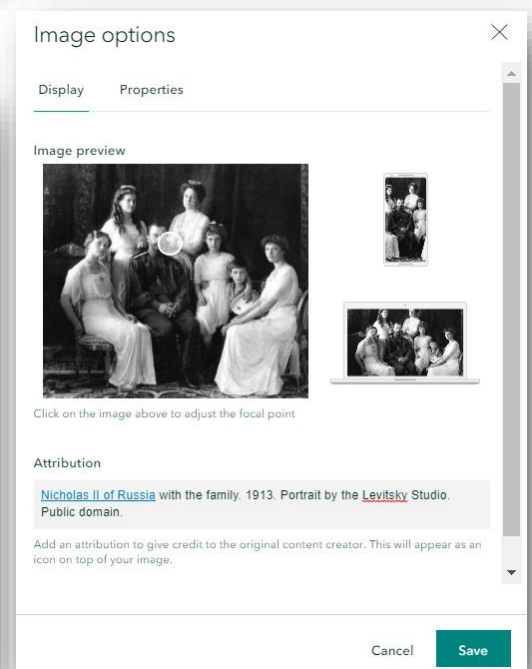 Image options
Display Properties
Image preview
Click on the image above to adjust the focal point
Attribution
Nicholas II of Russia with the family. 1913. Portrait by the Levitsky Studio.
Public domain.
Add an attribution to give credit to the original content creator. This will appear as an
icon on top of your image.
Cancel Save